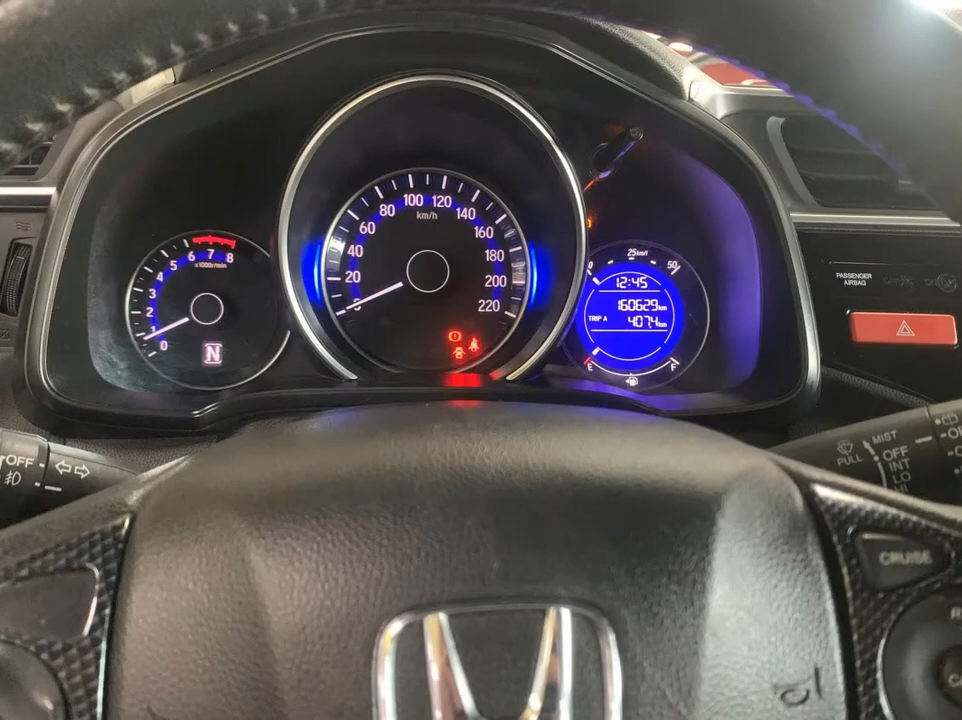 0 1 2 3 4 5 6 7 8
x1000r/min
N
20 40 60 80 100 120 140 160 180 200 220
km/h
25km/l
50
12:45
160629km
TRIP A 407.4km
E F
PASSENGER
AIRBAG
OFF
MIST
PULL
OFF
INT
LO
HI
CRUISE